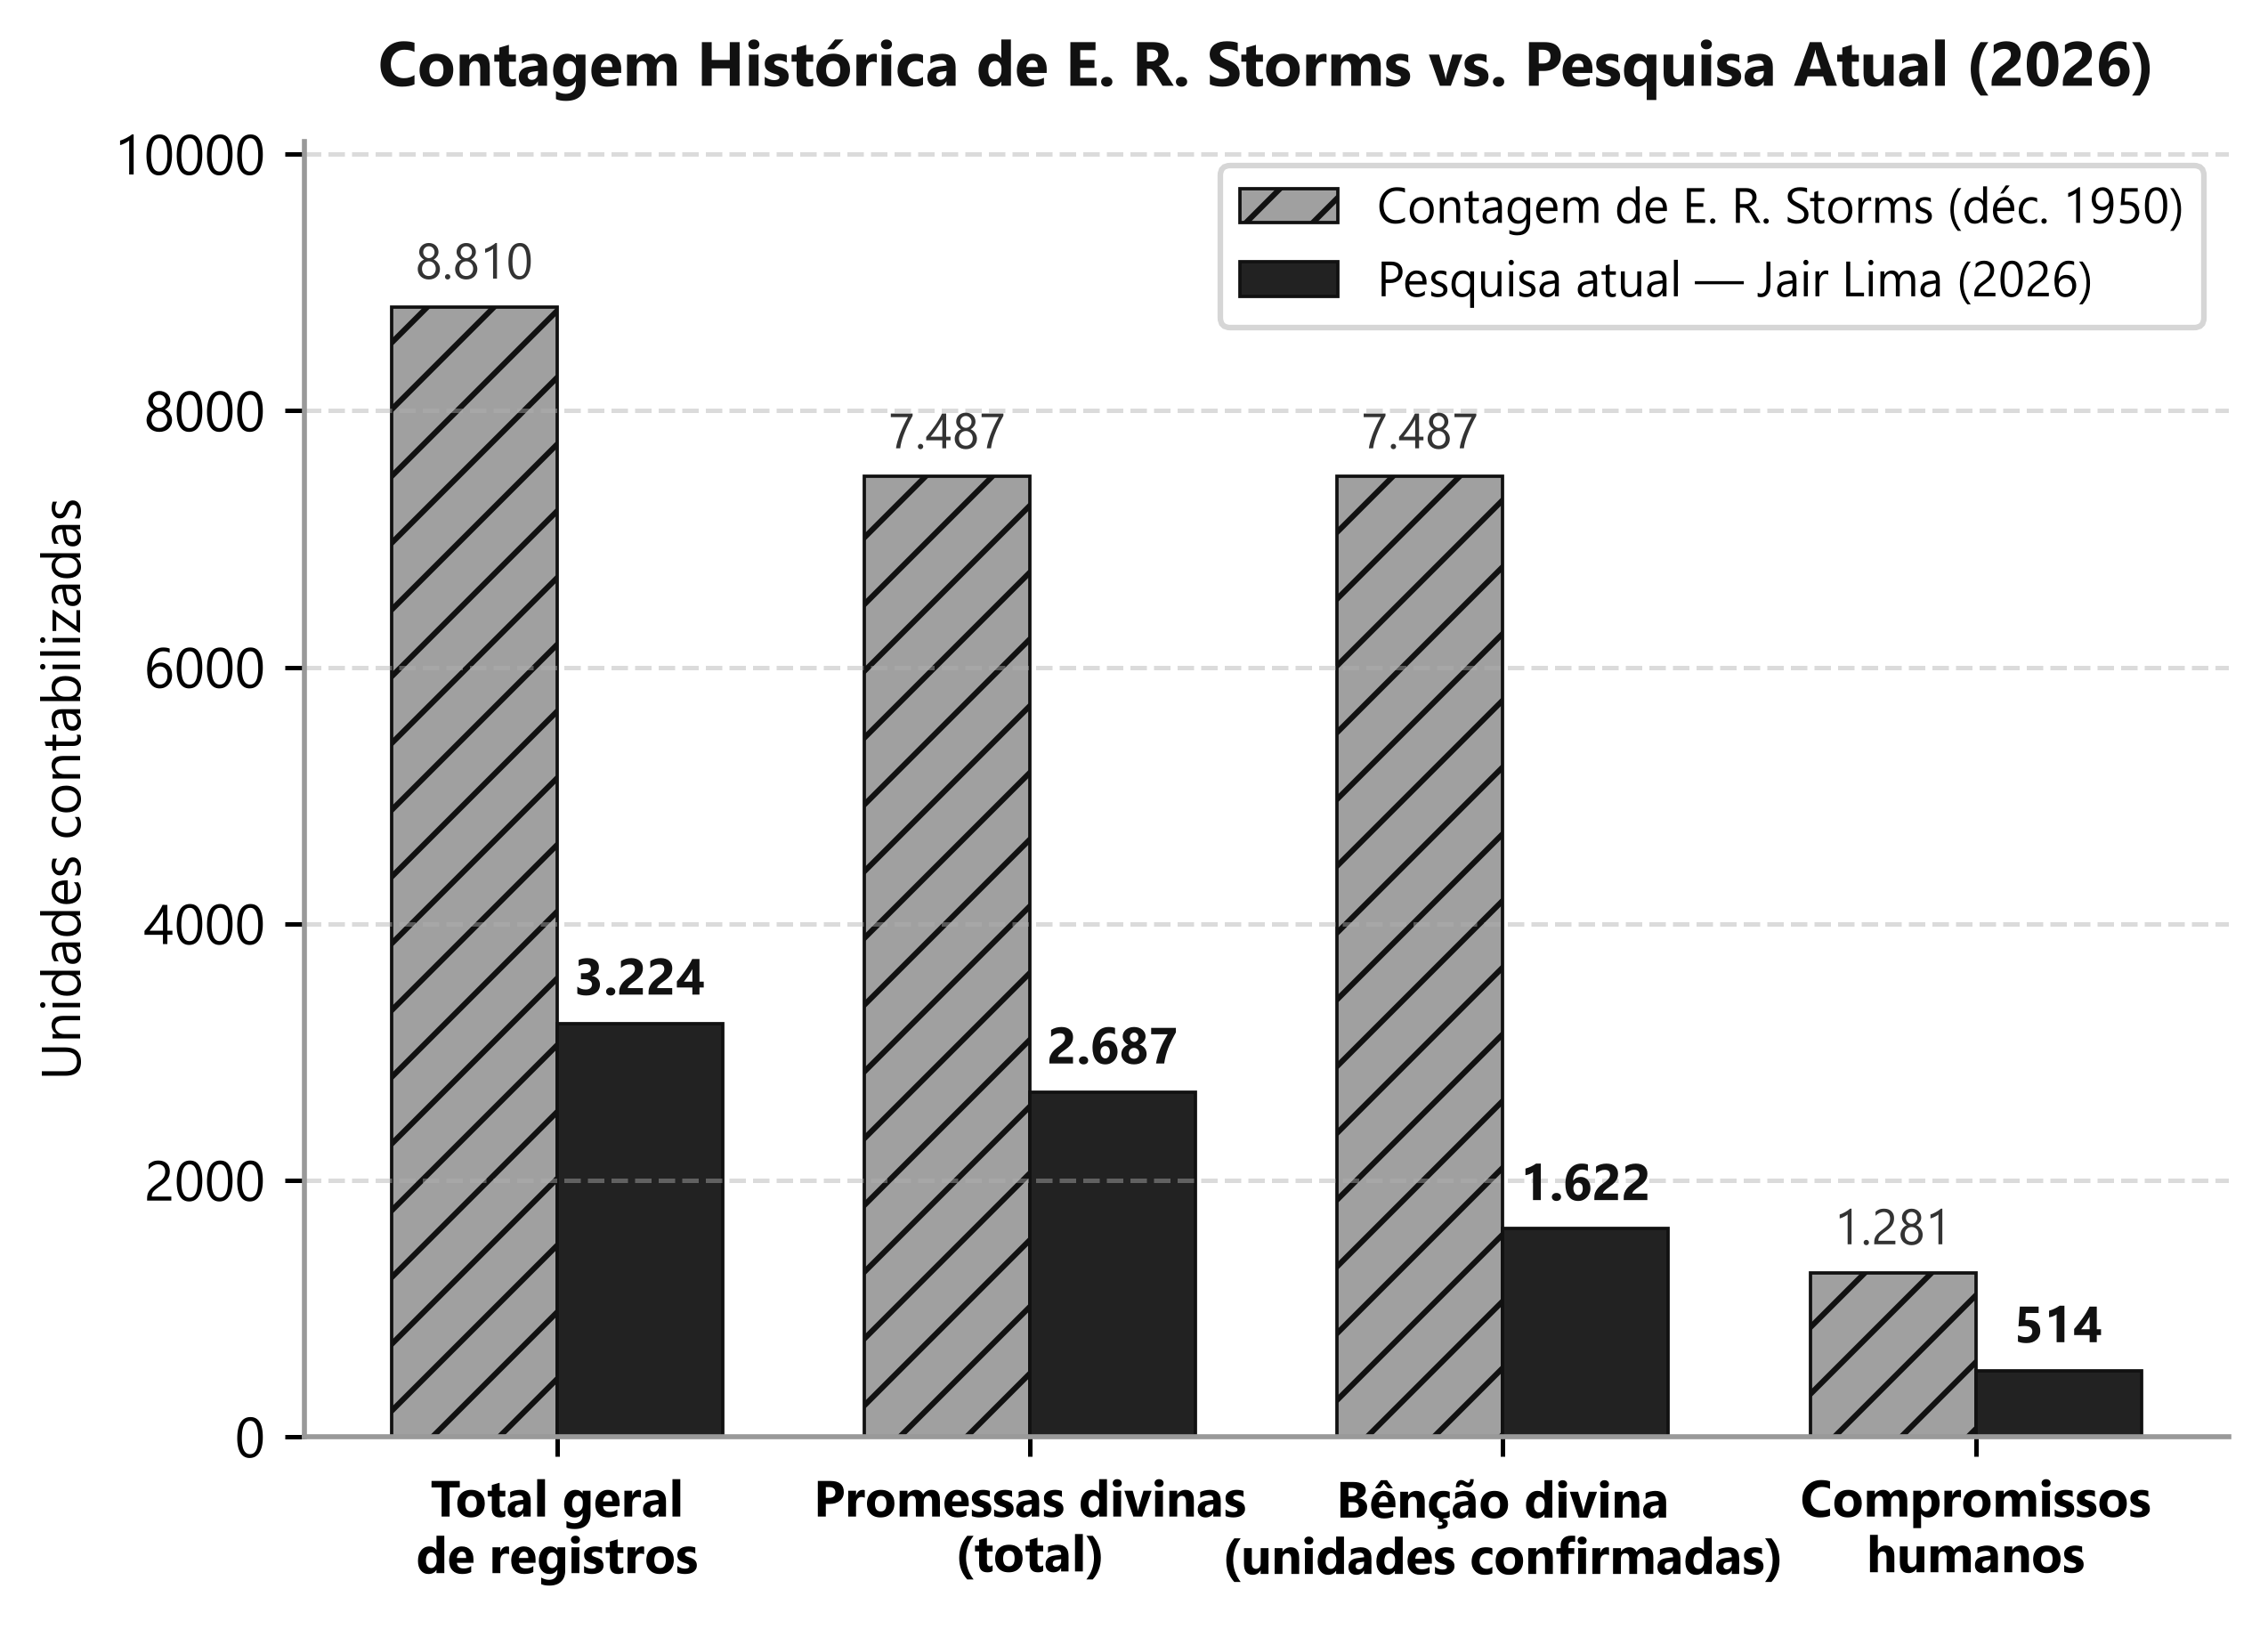 Contagem Histórica de E. R. Storms vs. Pesquisa Atual (2026)
Contagem de E. R. Storms (déc. 1950)
Pesquisa atual — Jair Lima (2026)
Unidades contabilizadas
10000
8000
6000
4000
2000
0
8.810
3.224
7.487
2.687
7.487
1.622
1.281
514
Total geral
de registros
Promessas divinas
(total)
Bênção divina
(unidades confirmadas)
Compromissos
humanos